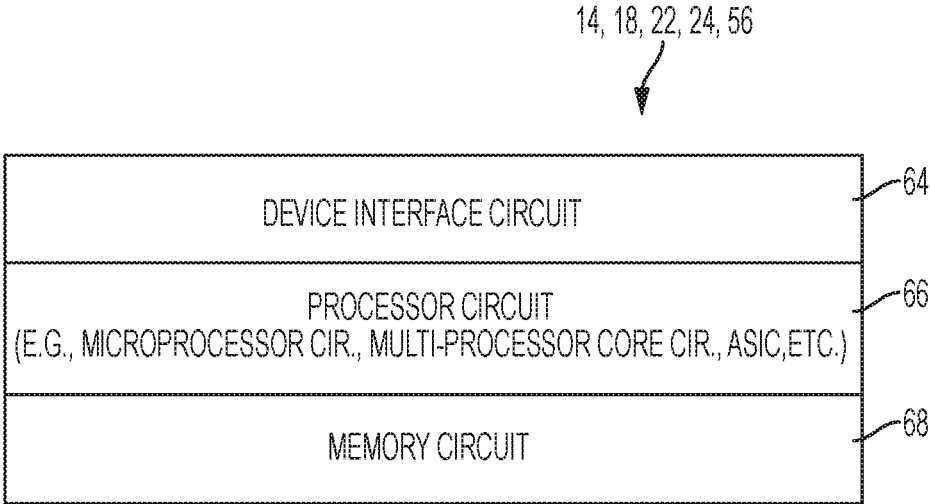 14, 18, 22, 24, 56
DEVICE INTERFACE CIRCUIT
64
PROCESSOR CIRCUIT
66
(E.G., MICROPROCESSOR CIR., MULTI-PROCESSOR CORE CIR., ASIC,ETC.)
MEMORY CIRCUIT
68